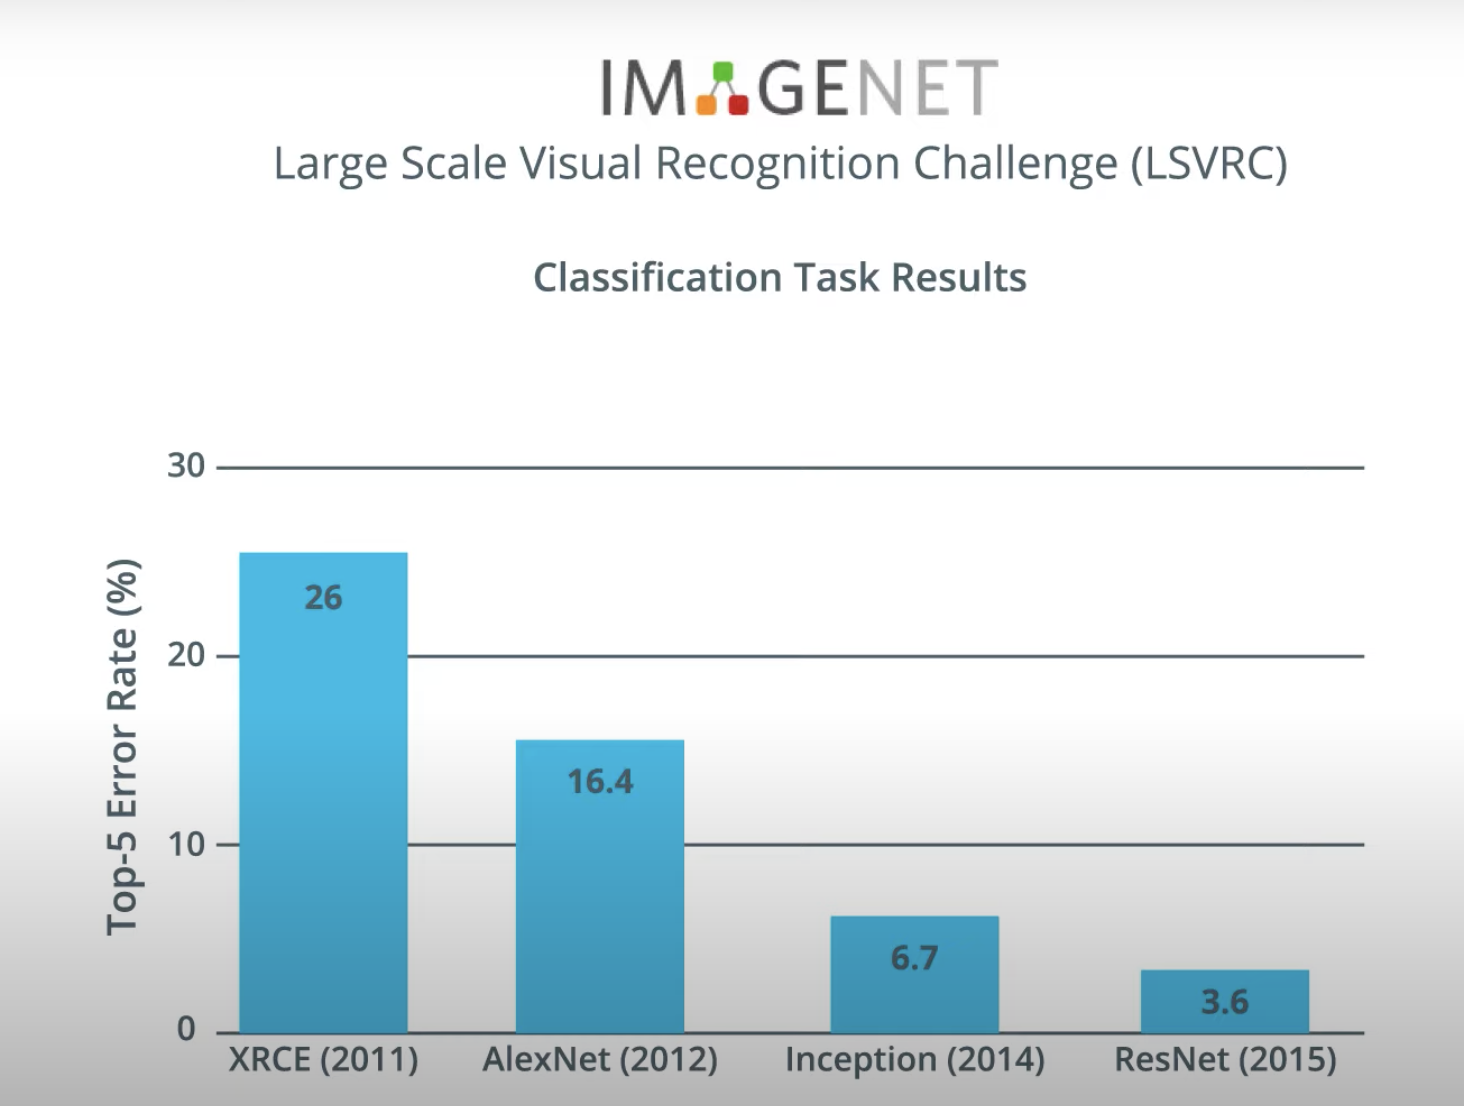 IMAGENET
Large Scale Visual Recognition Challenge (LSVRC)
Classification Task Results
Top-5 Error Rate (%)
30
20
10
0
26
16.4
6.7
3.6
XRCE (2011)
AlexNet (2012)
Inception (2014)
ResNet (2015)